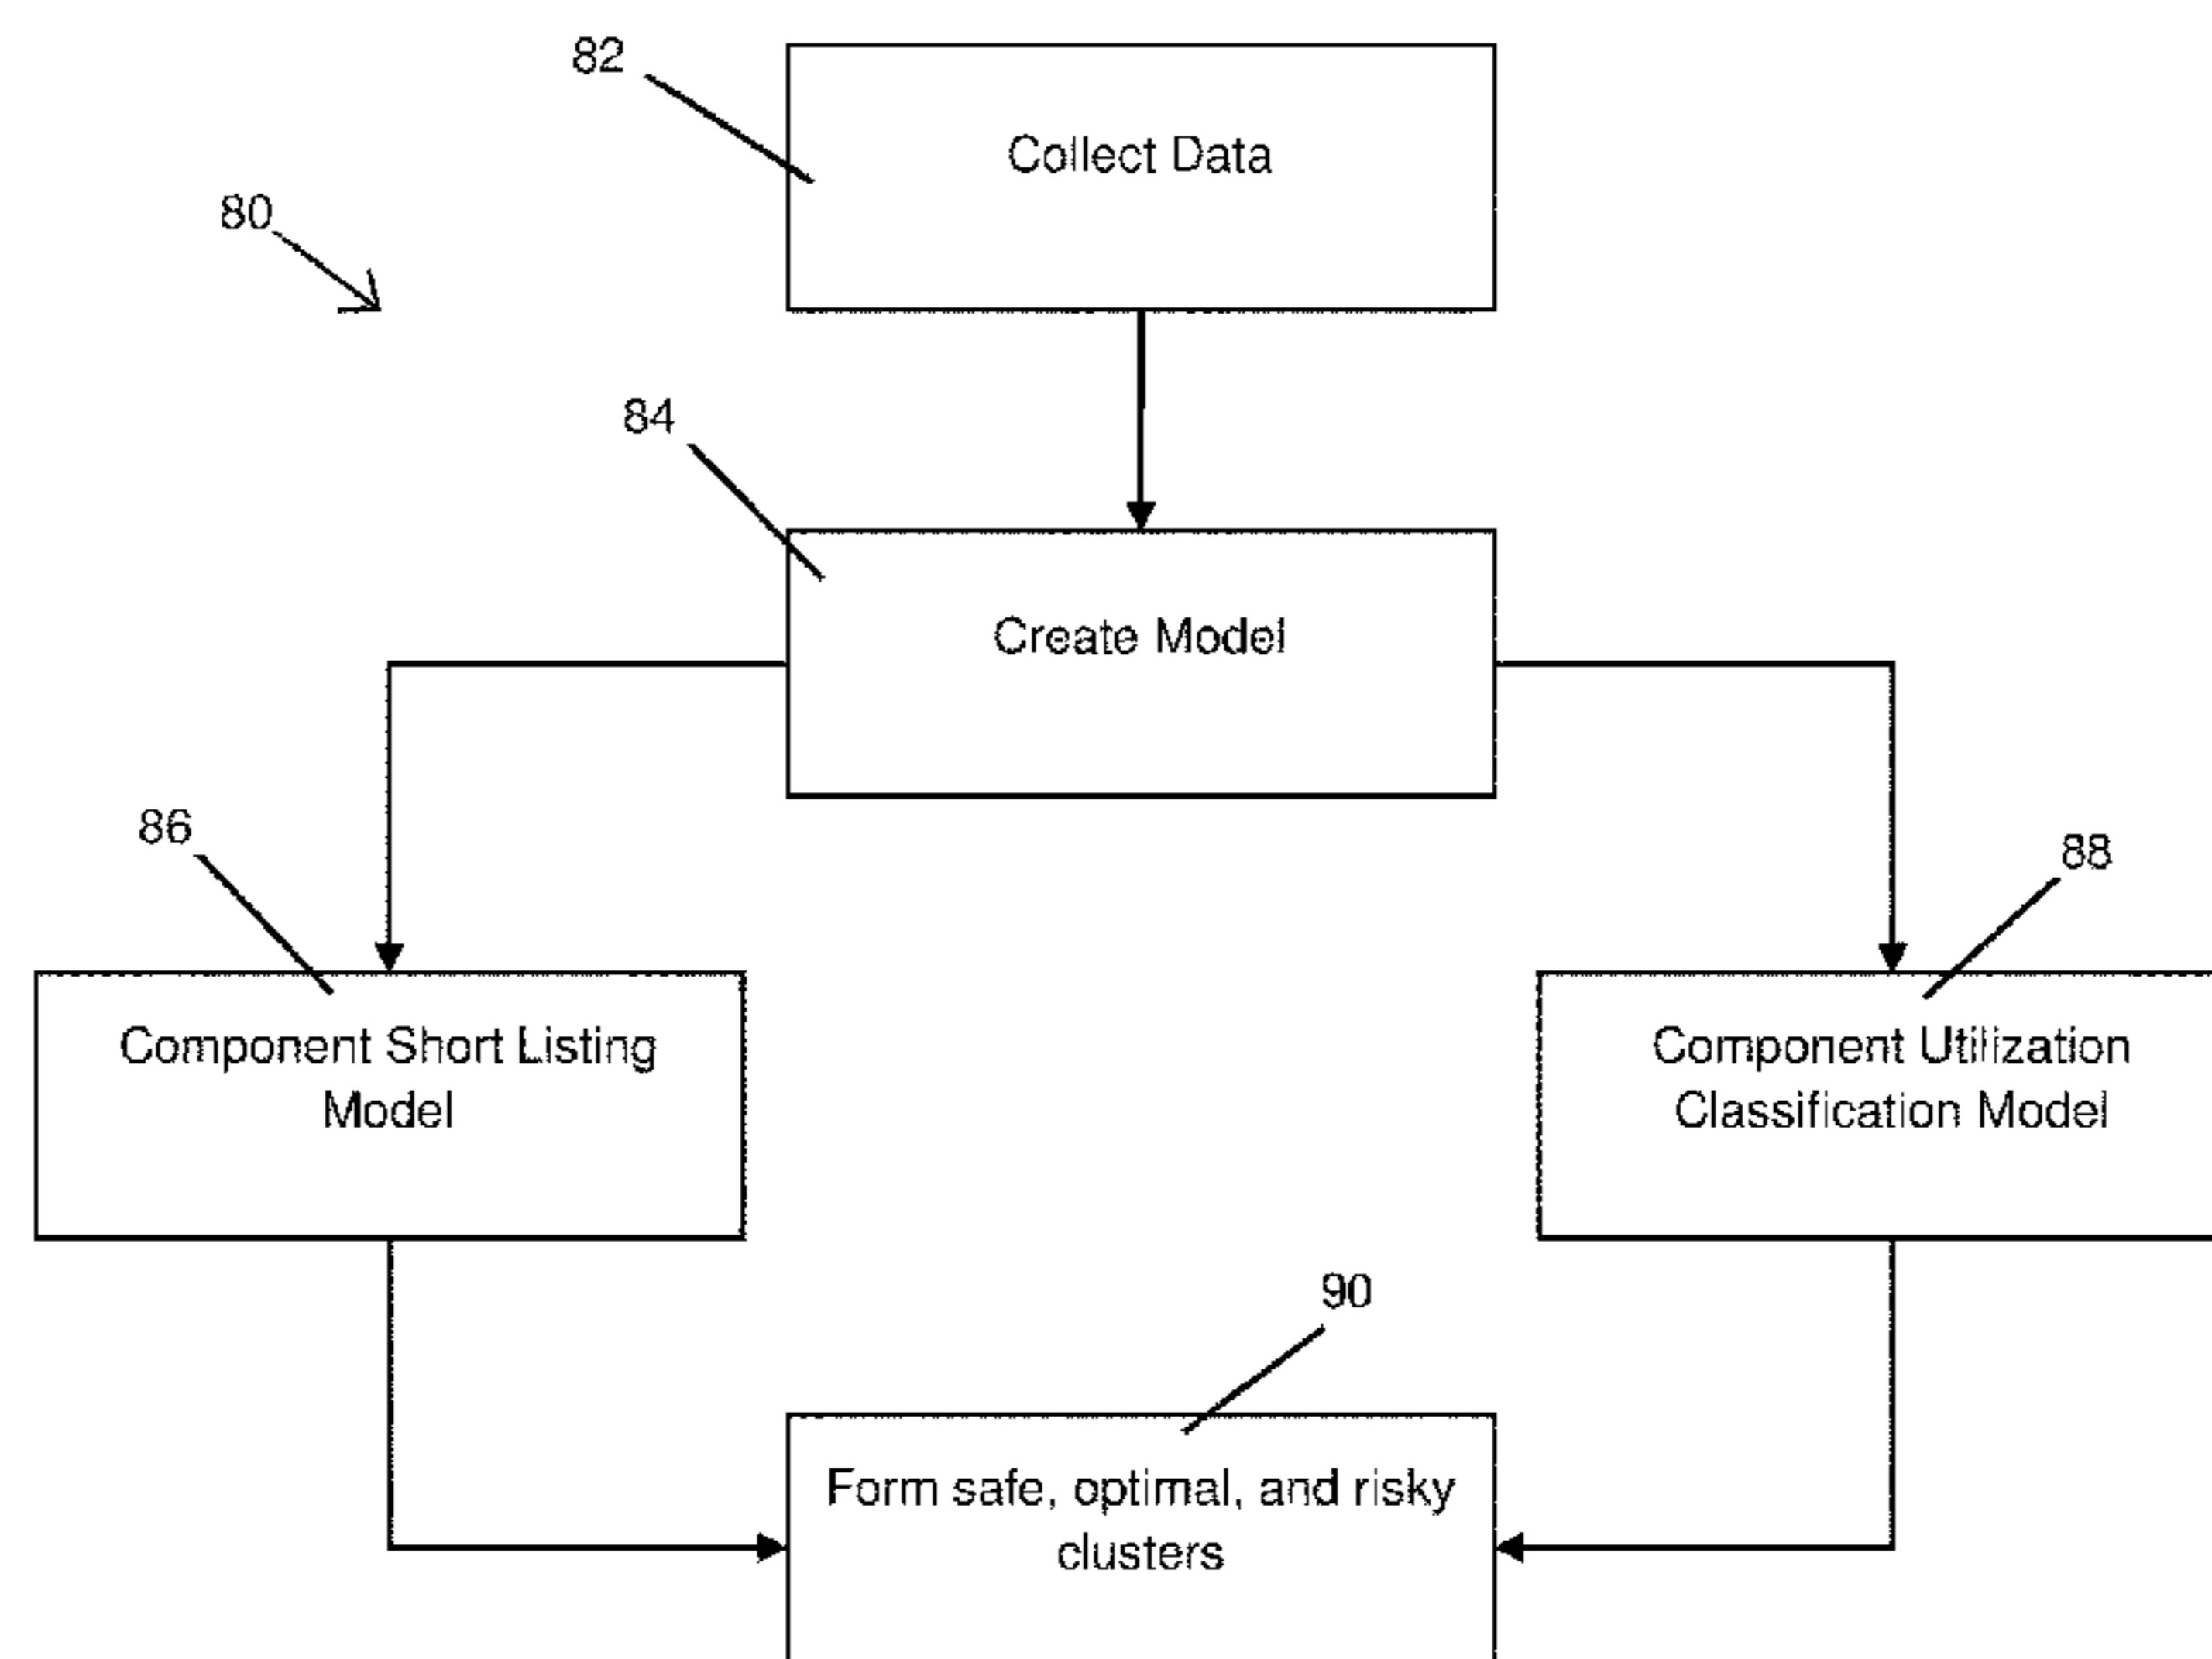 82
Collect Data
80
84
Create Model
86
88
Component Short Listing
Model
Component Utilization
Classification Model
90
Form safe, optimal, and risky
clusters